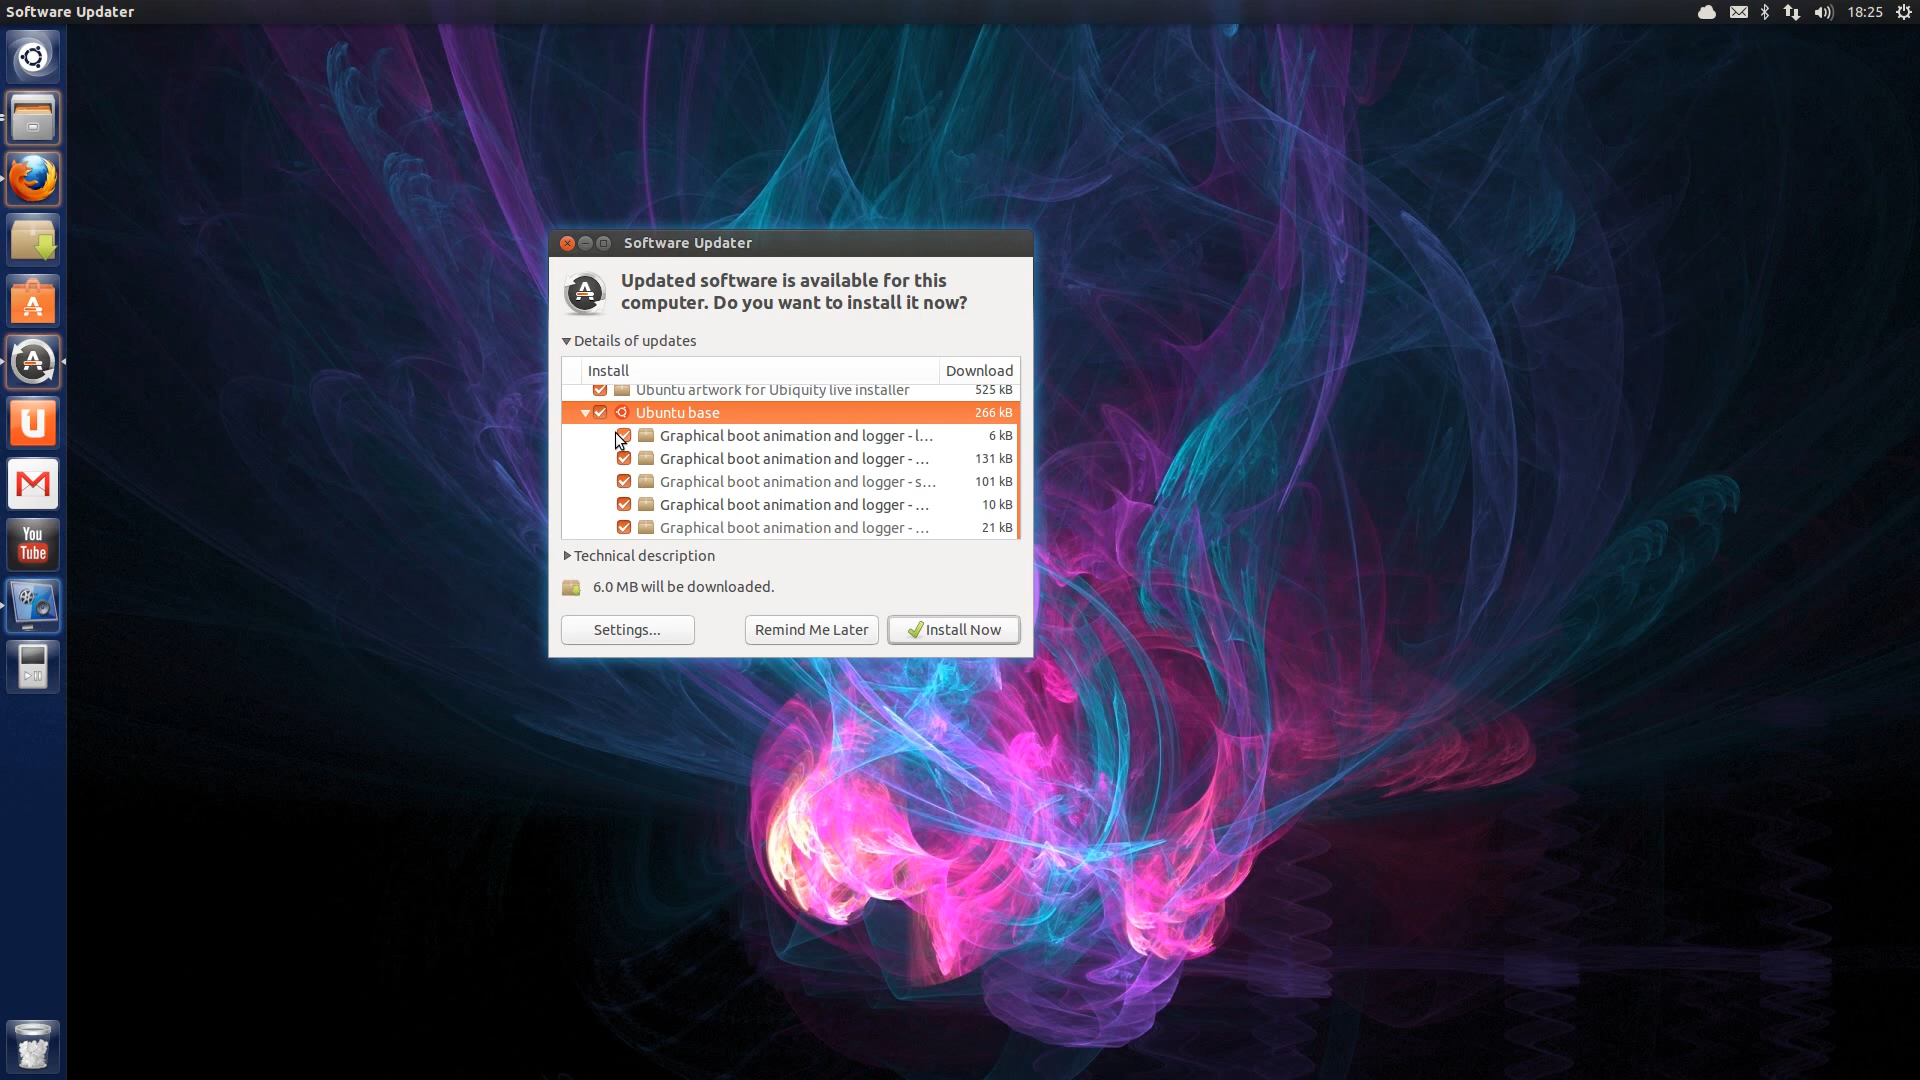 Software Updater
18:25
Software Updater
Updated software is available for this
computer. Do you want to install it now?
Details of updates
Install Download
Ubuntu artwork for Ubiquity live installer 525 kB
Ubuntu base 266 kB
Graphical boot animation and logger - l... 6 kB
Graphical boot animation and logger - ... 131 kB
Graphical boot animation and logger - s... 101 kB
Graphical boot animation and logger - ... 10 kB
Graphical boot animation and logger - ... 21 kB
Technical description
6.0 MB will be downloaded.
Settings... Remind Me Later Install Now
You
Tube